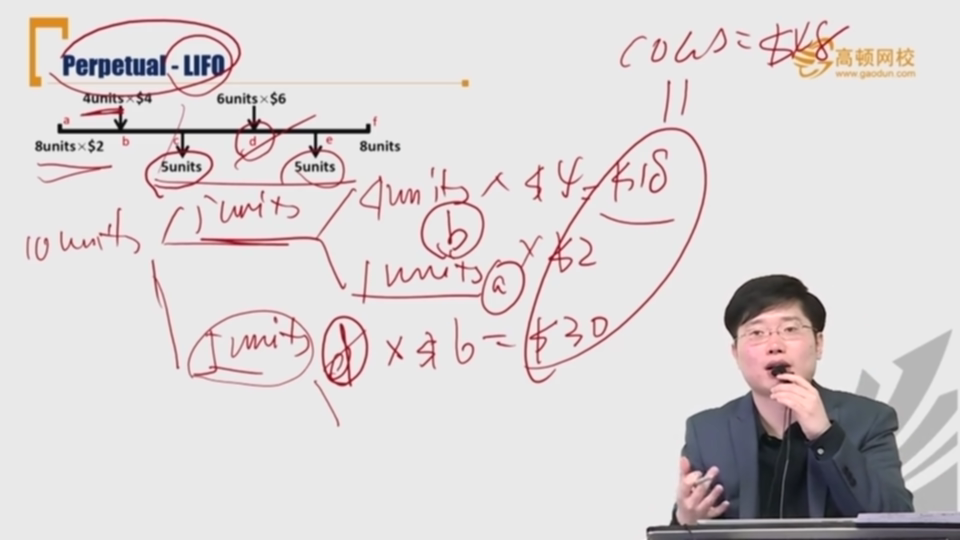 Perpetual - LIFO
COGS = $48
高顿网校
www.gaodun.com
4units×$4 6units×$6
a b c d e f
8units×$2 5units 5units 8units
10 units
5 units
4 units × $4 = $18
b
1 units a × $2
5 units d × $6 = $30